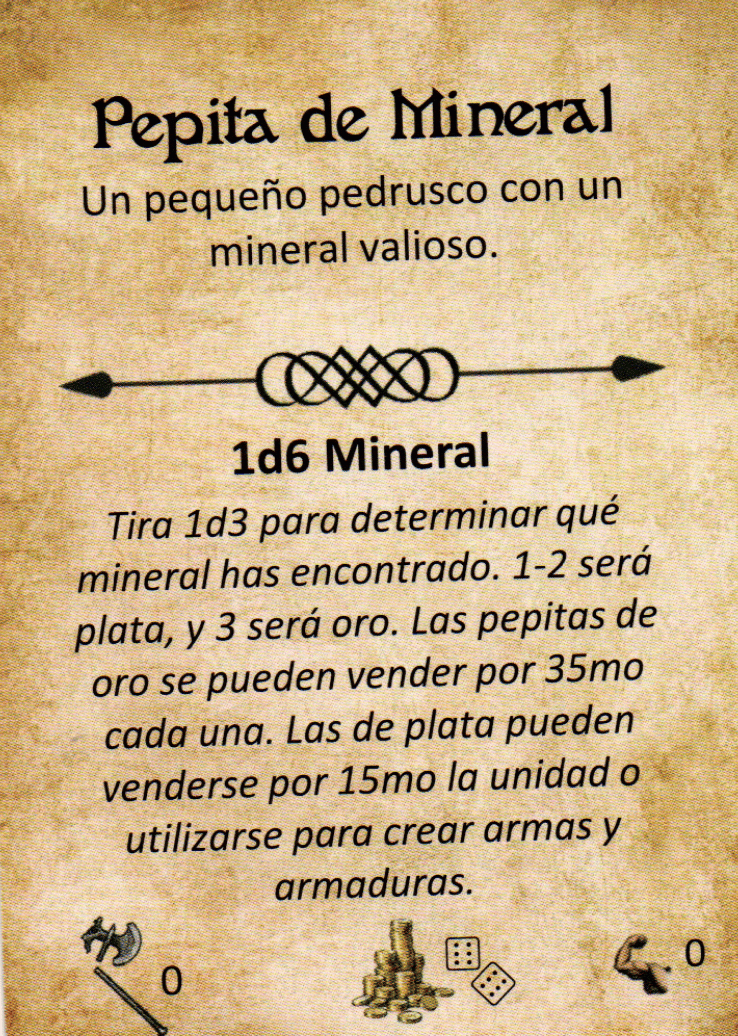 Pepita de Mineral
Un pequeño pedrusco con un
mineral valioso.
1d6 Mineral
Tira 1d3 para determinar qué
mineral has encontrado. 1-2 será
plata, y 3 será oro. Las pepitas de
oro se pueden vender por 35mo
cada una. Las de plata pueden
venderse por 15mo la unidad o
utilizarse para crear armas y
armaduras.
0
0